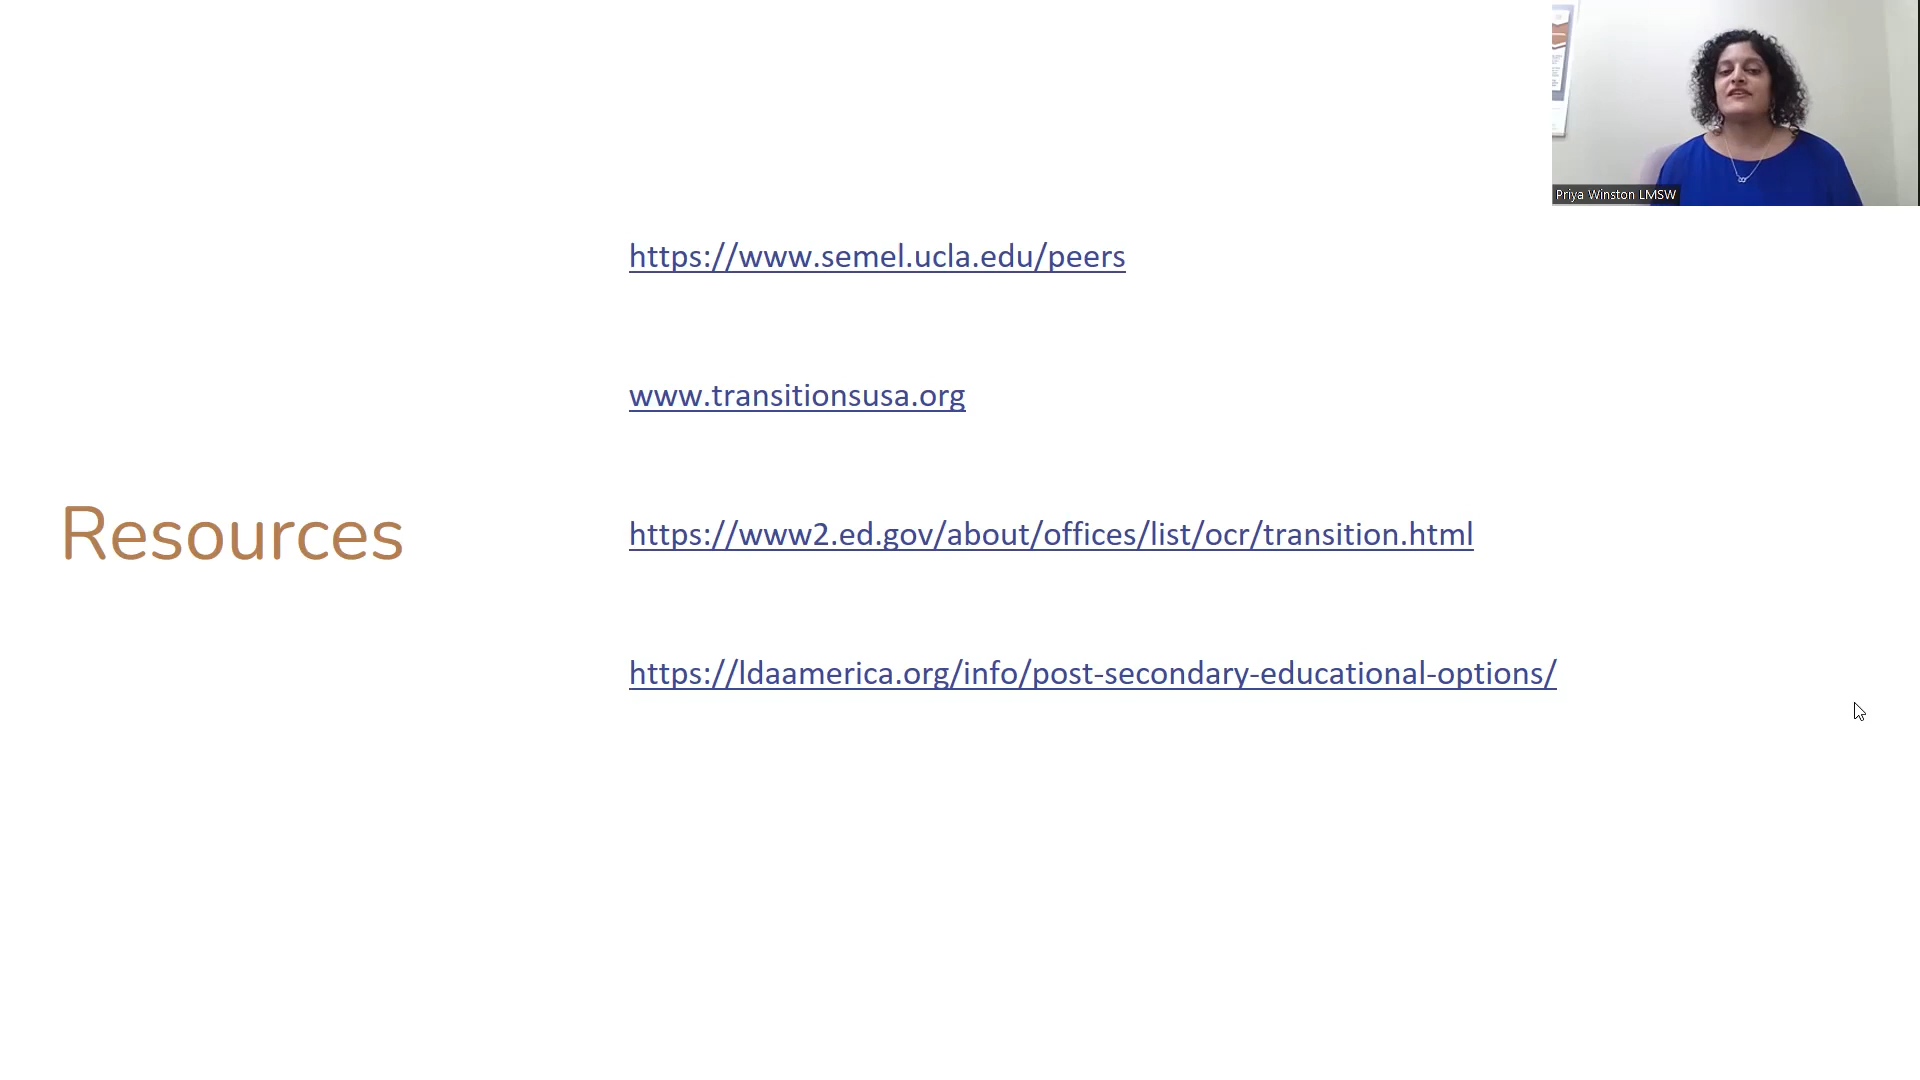 Priya Winston LMSW
https://www.semel.ucla.edu/peers
www.transitionsusa.org
Resources
https://www2.ed.gov/about/offices/list/ocr/transition.html
https://ldaamerica.org/info/post-secondary-educational-options/